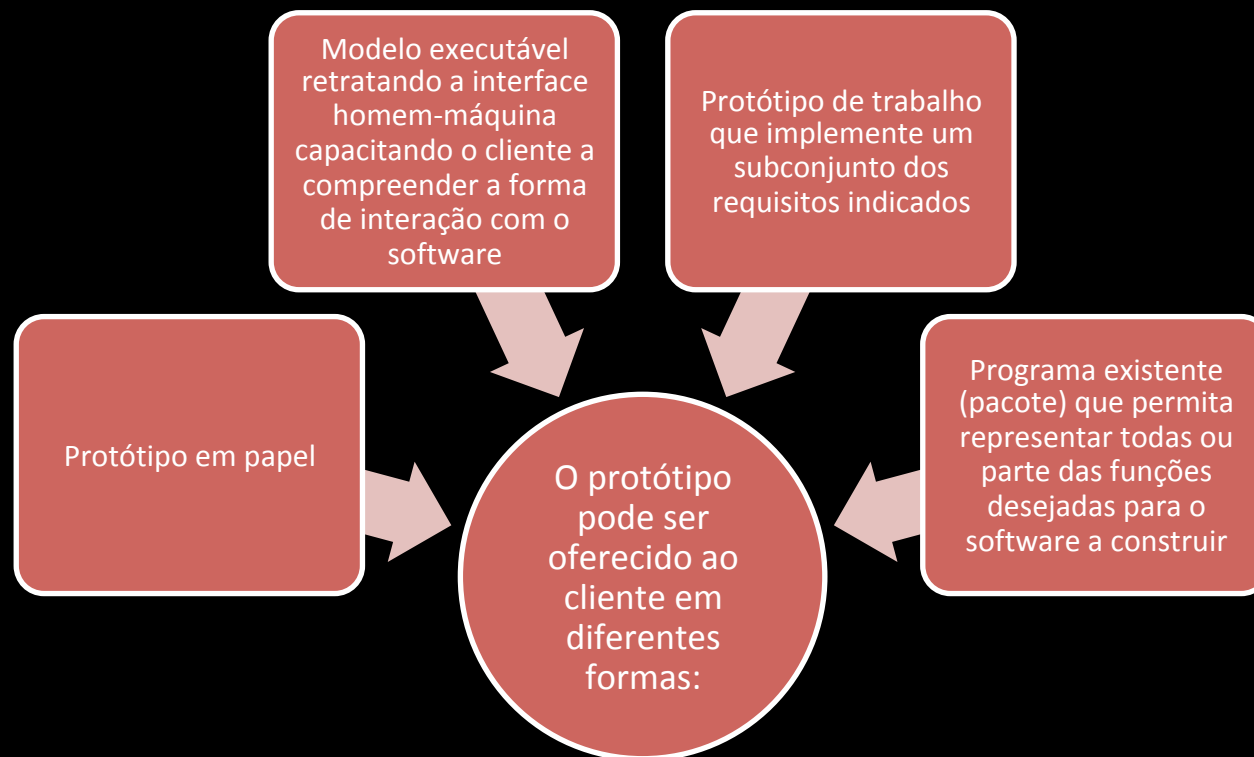 Modelo executável
retratando a interface
homem-máquina
capacitando o cliente a
compreender a forma
de interação com o
software
Protótipo de trabalho
que implemente um
subconjunto dos
requisitos indicados
Protótipo em papel
Programa existente
(pacote) que permita
representar todas ou
parte das funções
desejadas para o
software a construir
O protótipo
pode ser
oferecido ao
cliente em
diferentes
formas: